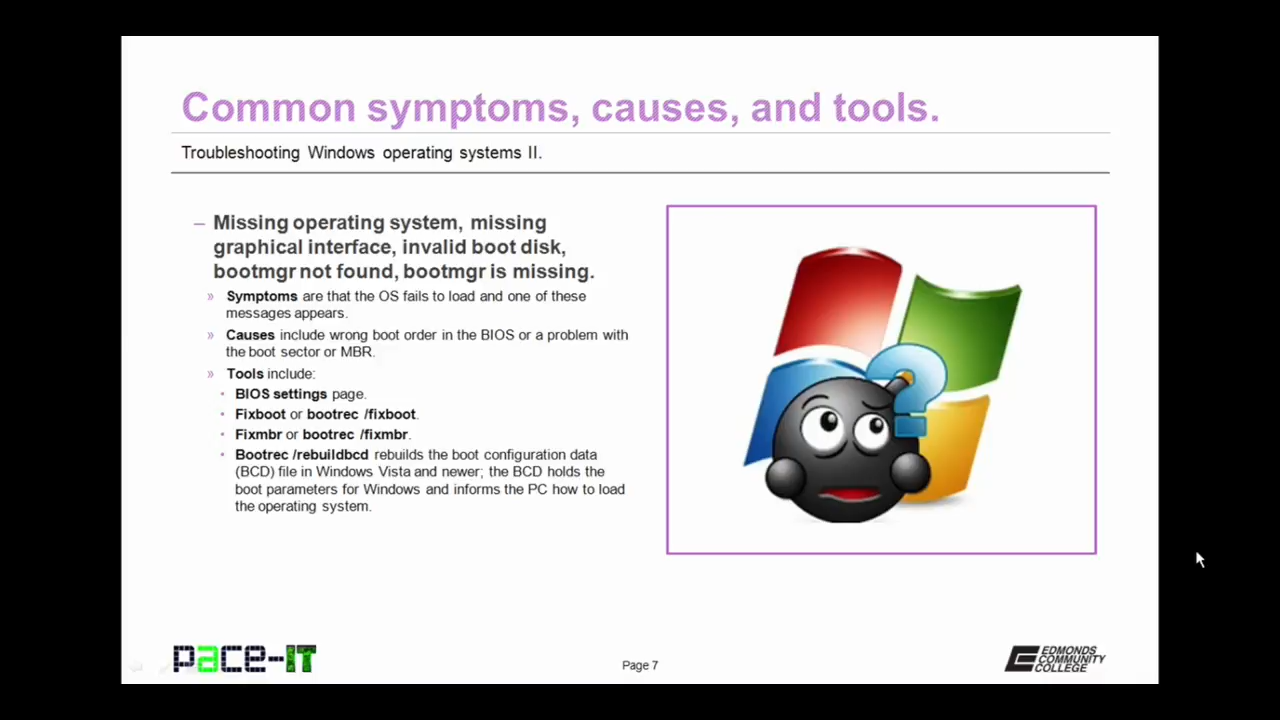 Common symptoms, causes, and tools.
Troubleshooting Windows operating systems II.
– Missing operating system, missing
graphical interface, invalid boot disk,
bootmgr not found, bootmgr is missing.
» Symptoms are that the OS fails to load and one of these
messages appears.
» Causes include wrong boot order in the BIOS or a problem with
the boot sector or MBR.
» Tools include:
• BIOS settings page.
• Fixboot or bootrec /fixboot.
• Fixmbr or bootrec /fixmbr.
• Bootrec /rebuildbcd rebuilds the boot configuration data
(BCD) file in Windows Vista and newer; the BCD holds the
boot parameters for Windows and informs the PC how to load
the operating system.
?
pace-IT
Page 7
EDMONDS
COMMUNITY
COLLEGE